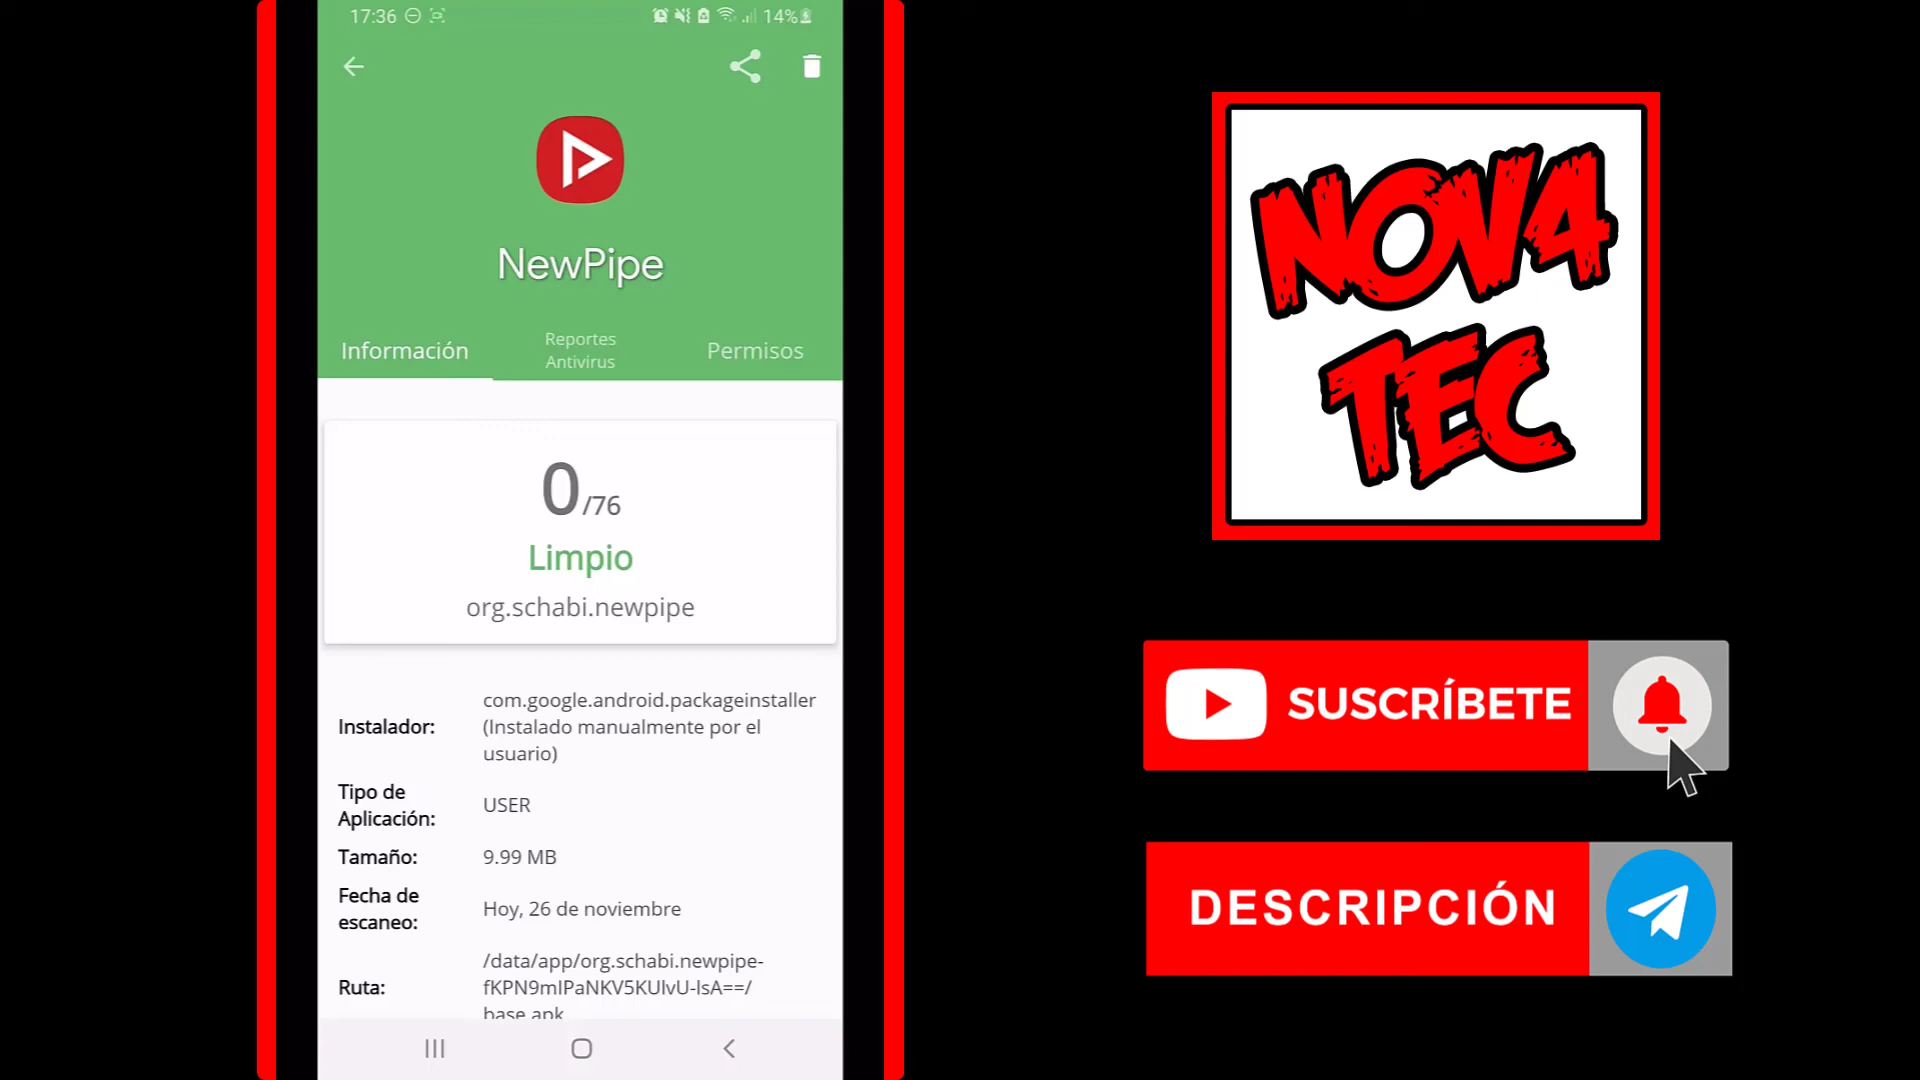 17:36
14%
NewPipe
Información
Reportes
Antivirus
Permisos
0/76
Limpio
org.schabi.newpipe
Instalador:
com.google.android.packageinstaller
(Instalado manualmente por el
usuario)
Tipo de
Aplicación:
USER
Tamaño:
9.99 MB
Fecha de
escaneo:
Hoy, 26 de noviembre
Ruta:
/data/app/org.schabi.newpipe-
fKPN9mIPaNKV5KUlvU-IsA==/
base.apk
NOV4
TEC
SUSCRÍBETE
DESCRIPCIÓN